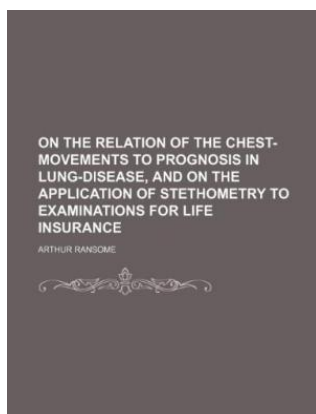 ON THE RELATION OF THE CHEST-
MOVEMENTS TO PROGNOSIS IN
LUNG-DISEASE, AND ON THE
APPLICATION OF STETHOMETRY TO
EXAMINATIONS FOR LIFE
INSURANCE
ARTHUR RANSOME